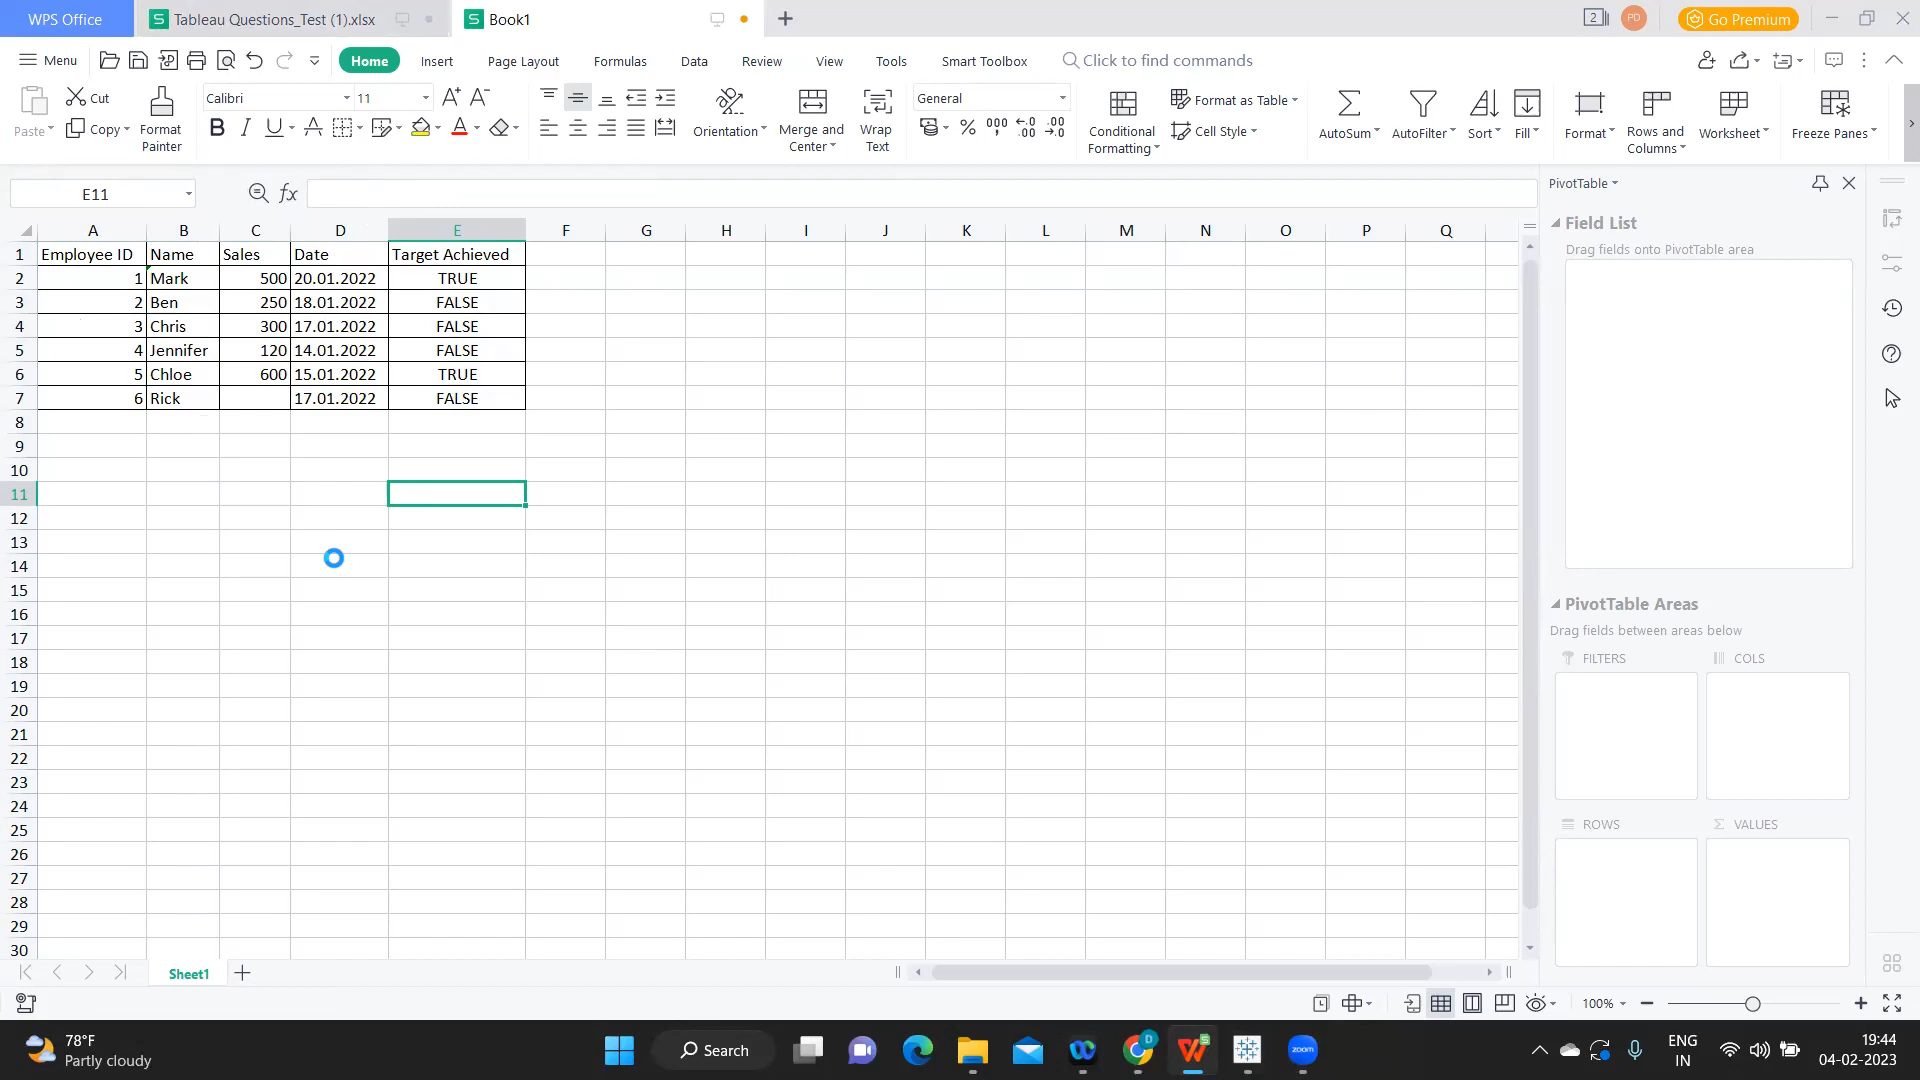 WPS Office
Tableau Questions_Test (1).xlsx
Book1
2
PD
Go Premium
Menu
Home
Insert
Page Layout
Formulas
Data
Review
View
Tools
Smart Toolbox
Click to find commands
Paste
Cut
Copy
Format Painter
Calibri
11
Orientation
Merge and Center
Wrap Text
General
Conditional Formatting
Format as Table
Cell Style
AutoSum
AutoFilter
Sort
Fill
Format
Rows and Columns
Worksheet
Freeze Panes
E11
fx
PivotTable
A B C D E F G H I J K L M N O P Q
1 Employee ID Name Sales Date Target Achieved
2 1 Mark 500 20.01.2022 TRUE
3 2 Ben 250 18.01.2022 FALSE
4 3 Chris 300 17.01.2022 FALSE
5 4 Jennifer 120 14.01.2022 FALSE
6 5 Chloe 600 15.01.2022 TRUE
7 6 Rick 17.01.2022 FALSE
8
9
10
11
12
13
14
15
16
17
18
19
20
21
22
23
24
25
26
27
28
29
30
Field List
Drag fields onto PivotTable area
PivotTable Areas
Drag fields between areas below
FILTERS
COLS
ROWS
VALUES
Sheet1
100%
78°F
Partly cloudy
Search
zoom
ENG
IN
19:44
04-02-2023